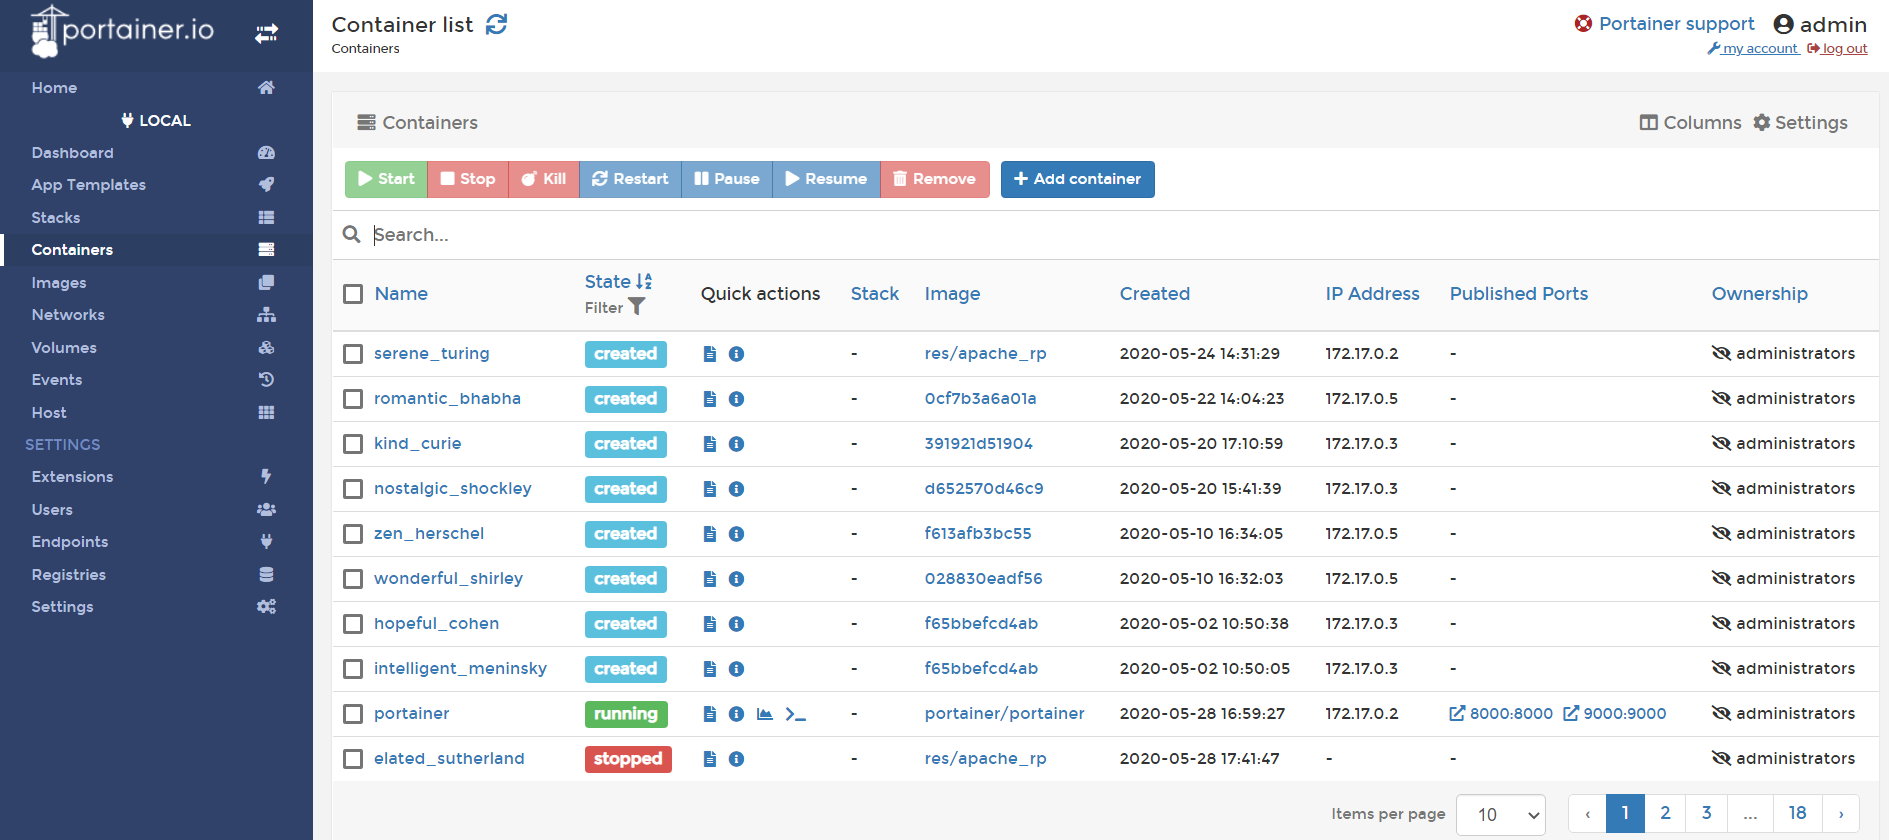 portainer.io
Home
LOCAL
Dashboard
App Templates
Stacks
Containers
Images
Networks
Volumes
Events
Host
SETTINGS
Extensions
Users
Endpoints
Registries
Settings
Container list
Containers
Portainer support admin
my account log out
Containers
Columns Settings
Start Stop Kill Restart Pause Resume Remove Add container
Search...
Name State Filter Quick actions Stack Image Created IP Address Published Ports Ownership
serene_turing created - res/apache_rp 2020-05-24 14:31:29 172.17.0.2 - administrators
romantic_bhabha created - 0cf7b3a6a01a 2020-05-22 14:04:23 172.17.0.5 - administrators
kind_curie created - 391921d51904 2020-05-20 17:10:59 172.17.0.3 - administrators
nostalgic_shockley created - d652570d46c9 2020-05-20 15:41:39 172.17.0.3 - administrators
zen_herschel created - f613afb3bc55 2020-05-10 16:34:05 172.17.0.5 - administrators
wonderful_shirley created - 028830eadf56 2020-05-10 16:32:03 172.17.0.5 - administrators
hopeful_cohen created - f65bbefcd4ab 2020-05-02 10:50:38 172.17.0.3 - administrators
intelligent_meninsky created - f65bbefcd4ab 2020-05-02 10:50:05 172.17.0.3 - administrators
portainer running - portainer/portainer 2020-05-28 16:59:27 172.17.0.2 8000:8000 9000:9000 administrators
elated_sutherland stopped - res/apache_rp 2020-05-28 17:41:47 - - administrators
Items per page 10 ‹ 1 2 3 ... 18 ›